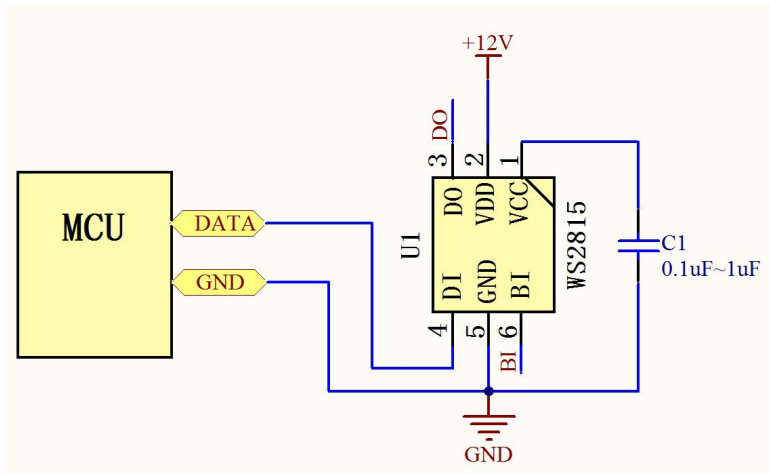 +12V
DO
3
2
1
DO
VDD
VCC
MCU
DATA
GND
U1
WS2815
C1
0.1uF~1uF
DI
GND
BI
4
5
6
BI
GND